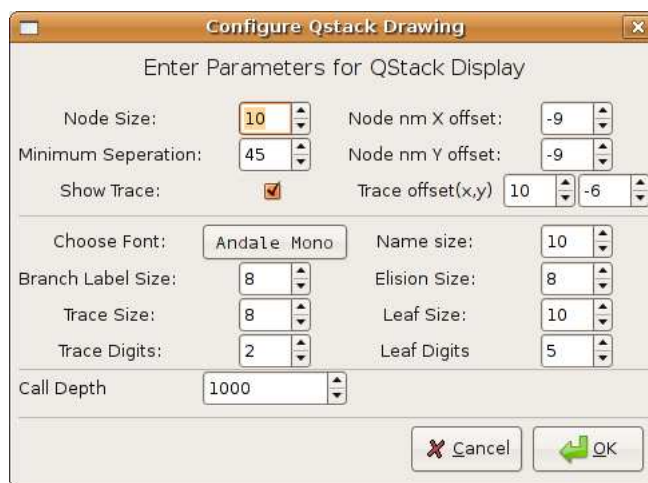 Configure Qstack Drawing
Enter Parameters for QStack Display
Node Size: 10 Node nm X offset: -9
Minimum Seperation: 45 Node nm Y offset: -9
Show Trace: Trace offset(x,y) 10 -6
Choose Font: Andale Mono Name size: 10
Branch Label Size: 8 Elision Size: 8
Trace Size: 8 Leaf Size: 10
Trace Digits: 2 Leaf Digits 5
Call Depth 1000
Cancel OK